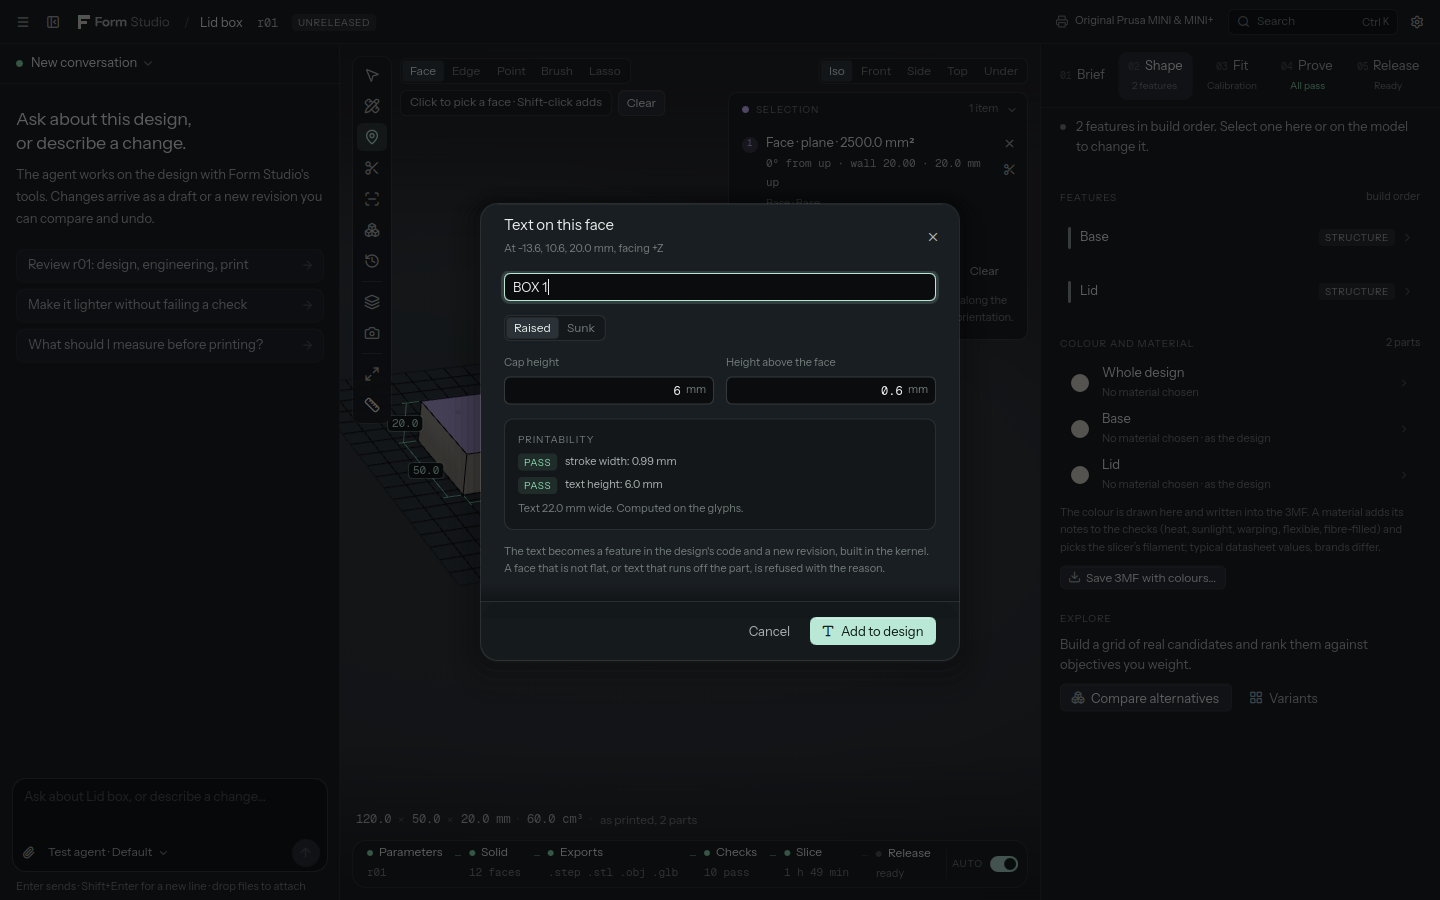 Form Studio / Lid box r01 UNRELEASED
Original Prusa MINI & MINI+
Search Ctrl K
New conversation
Ask about this design,
or describe a change.
The agent works on the design with Form Studio's
tools. Changes arrive as a draft or a new revision you
can compare and undo.
Review r01: design, engineering, print →
Make it lighter without failing a check →
What should I measure before printing? →
Ask about Lid box, or describe a change...
Test agent · Default
Enter sends · Shift+Enter for a new line · drop files to attach
Face Edge Point Brush Lasso
Iso Front Side Top Under
Click to pick a face · Shift-click adds Clear
SELECTION 1 item
1 Face · plane · 2500.0 mm²
0° from up · wall 20.00 · 20.0 mm
up
Base · Base
Clear
along the
orientation.
20.0
50.0
Text on this face
At -13.6, 10.6, 20.0 mm, facing +Z
BOX 1
Raised Sunk
Cap height Height above the face
6 mm 0.6 mm
PRINTABILITY
PASS stroke width: 0.99 mm
PASS text height: 6.0 mm
Text 22.0 mm wide. Computed on the glyphs.
The text becomes a feature in the design's code and a new revision, built in the kernel.
A face that is not flat, or text that runs off the part, is refused with the reason.
Cancel Add to design
120.0 × 50.0 × 20.0 mm · 60.0 cm³ · as printed, 2 parts
Parameters Solid Exports Checks Slice Release
r01 12 faces .step .stl .obj .glb 10 pass 1 h 49 min ready
AUTO
01 Brief 02 Shape 03 Fit 04 Prove 05 Release
2 features Calibration All pass Ready
2 features in build order. Select one here or on the model
to change it.
FEATURES build order
Base STRUCTURE
Lid STRUCTURE
COLOUR AND MATERIAL 2 parts
Whole design
No material chosen
Base
No material chosen · as the design
Lid
No material chosen · as the design
The colour is drawn here and written into the 3MF. A material adds its
notes to the checks (heat, sunlight, warping, flexible, fibre-filled) and
picks the slicer's filament; typical datasheet values, brands differ.
Save 3MF with colours...
EXPLORE
Build a grid of real candidates and rank them against
objectives you weight.
Compare alternatives Variants